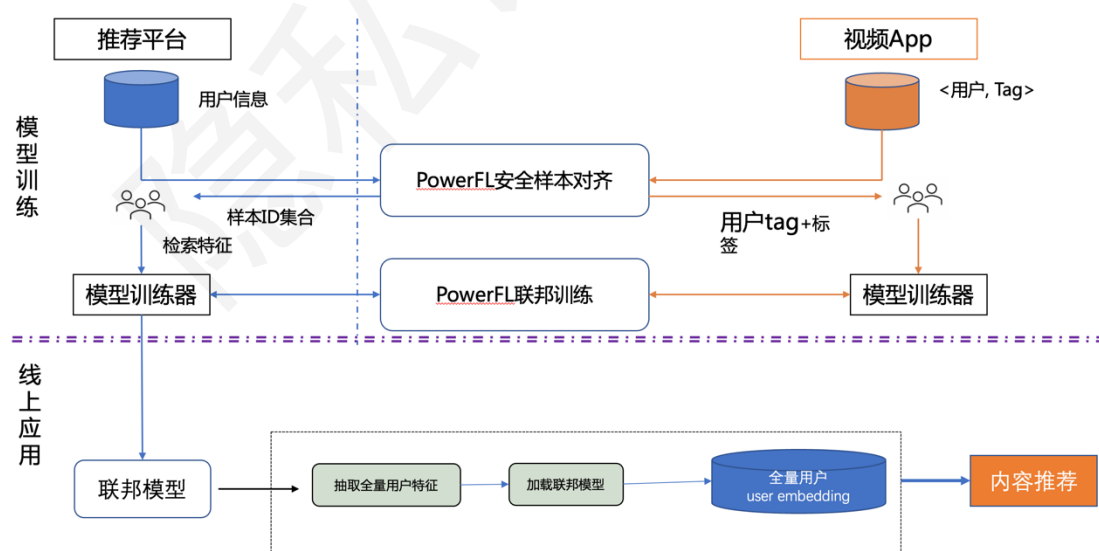 推荐平台
视频App
用户信息
<用户, Tag>
模型训练
PowerFL安全样本对齐
样本ID集合
用户tag+标
签
检索特征
模型训练器
PowerFL联邦训练
模型训练器
线上应用
联邦模型
抽取全量用户特征
加载联邦模型
全量用户
user embedding
内容推荐
隐私